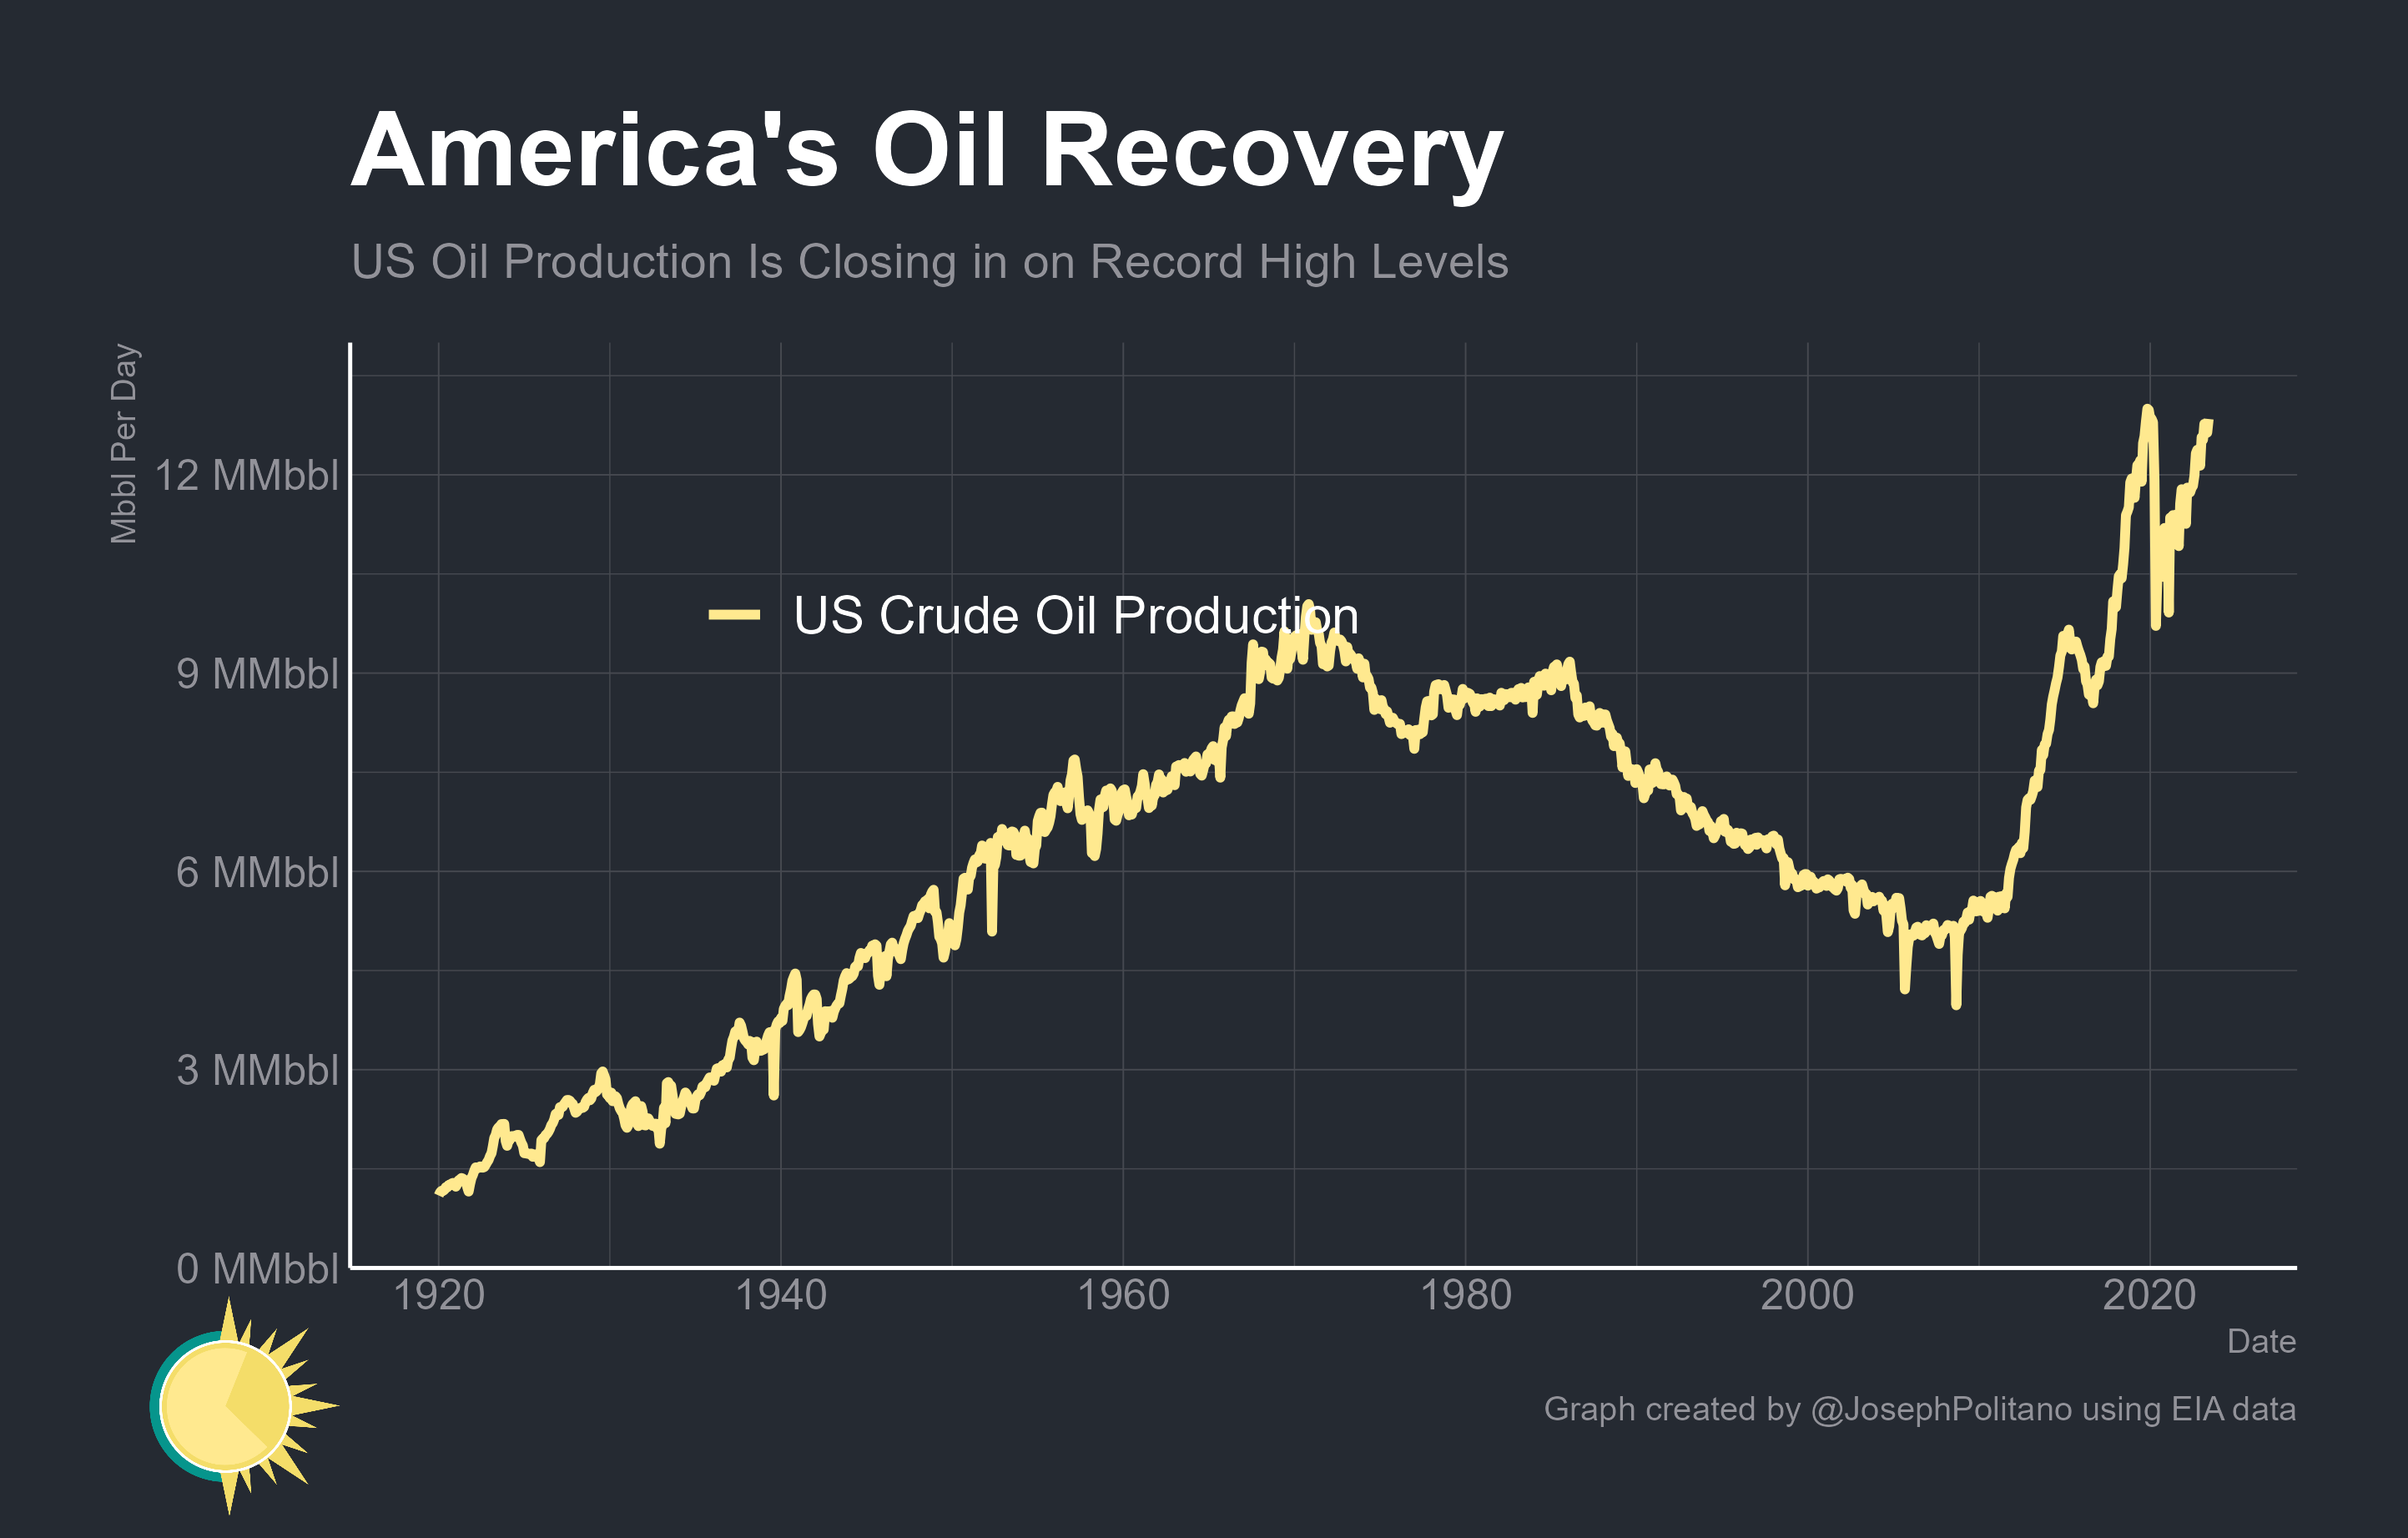 America's Oil Recovery
US Oil Production Is Closing in on Record High Levels
Mbbl Per Day
12 MMbbl
9 MMbbl
6 MMbbl
3 MMbbl
0 MMbbl
US Crude Oil Production
1920 1940 1960 1980 2000 2020
Date
Graph created by @JosephPolitano using EIA data